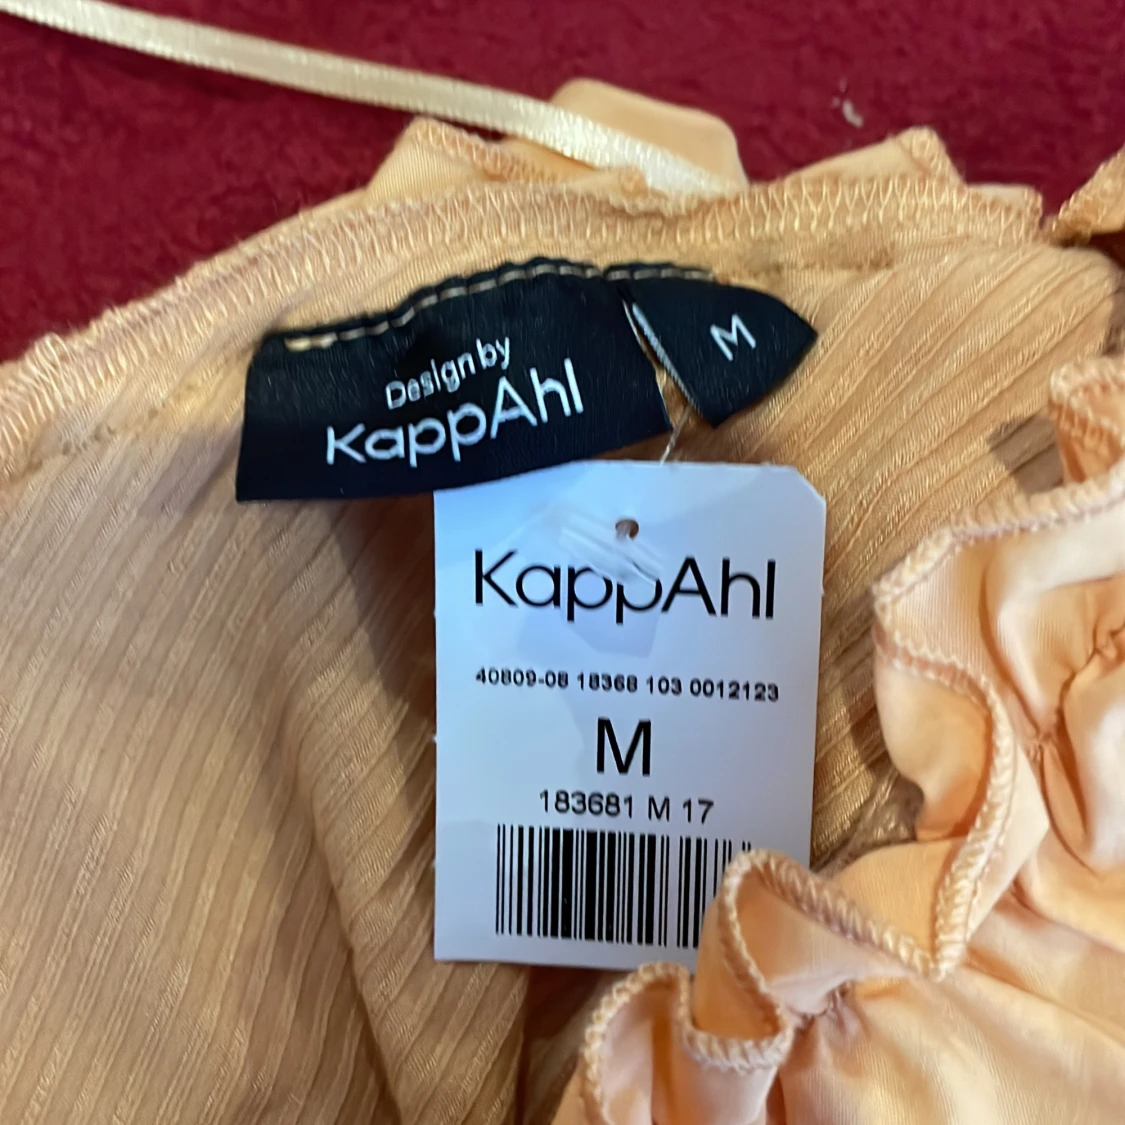 Design by
KappAhl
M
KappAhl
40809-08 18368 103 0012123
M
183681 M 17